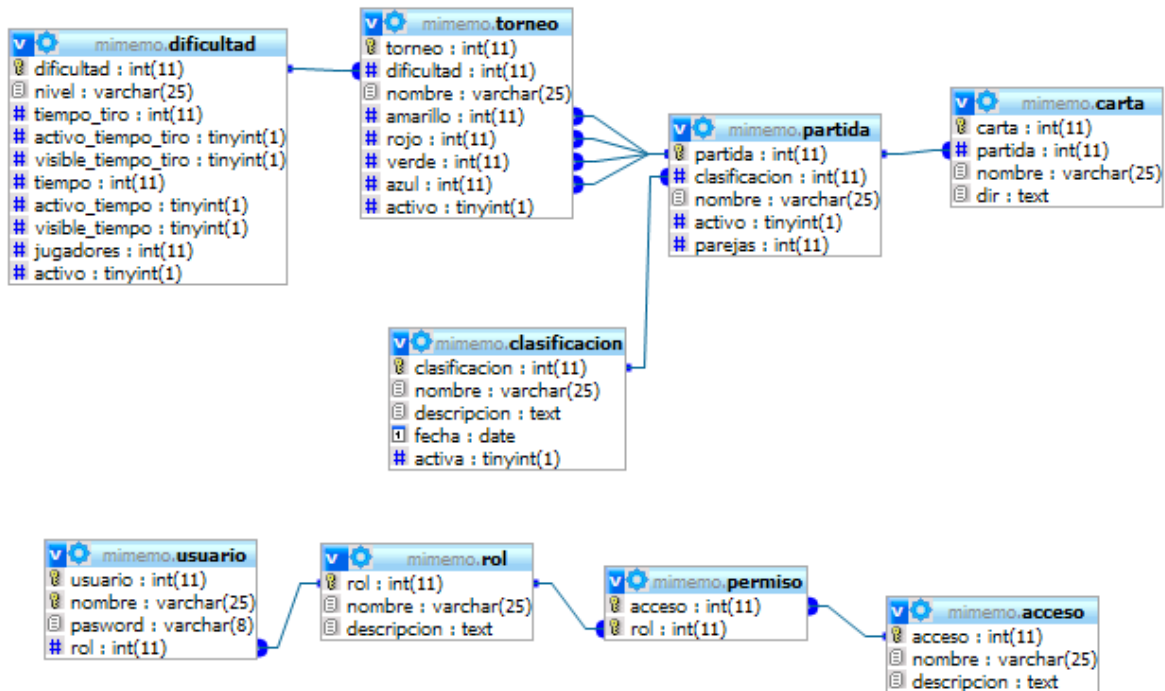 mimemo.dificultad
dificultad : int(11)
nivel : varchar(25)
tiempo_tiro : int(11)
activo_tiempo_tiro : tinyint(1)
visible_tiempo_tiro : tinyint(1)
tiempo : int(11)
activo_tiempo : tinyint(1)
visible_tiempo : tinyint(1)
jugadores : int(11)
activo : tinyint(1)
mimemo.torneo
torneo : int(11)
dificultad : int(11)
nombre : varchar(25)
amarillo : int(11)
rojo : int(11)
verde : int(11)
azul : int(11)
activo : tinyint(1)
mimemo.partida
partida : int(11)
clasificacion : int(11)
nombre : varchar(25)
activo : tinyint(1)
parejas : int(11)
mimemo.carta
carta : int(11)
partida : int(11)
nombre : varchar(25)
dir : text
mimemo.clasificacion
clasificacion : int(11)
nombre : varchar(25)
descripcion : text
fecha : date
activa : tinyint(1)
mimemo.usuario
usuario : int(11)
nombre : varchar(25)
pasword : varchar(8)
rol : int(11)
mimemo.rol
rol : int(11)
nombre : varchar(25)
descripcion : text
mimemo.permiso
acceso : int(11)
rol : int(11)
mimemo.acceso
acceso : int(11)
nombre : varchar(25)
descripcion : text